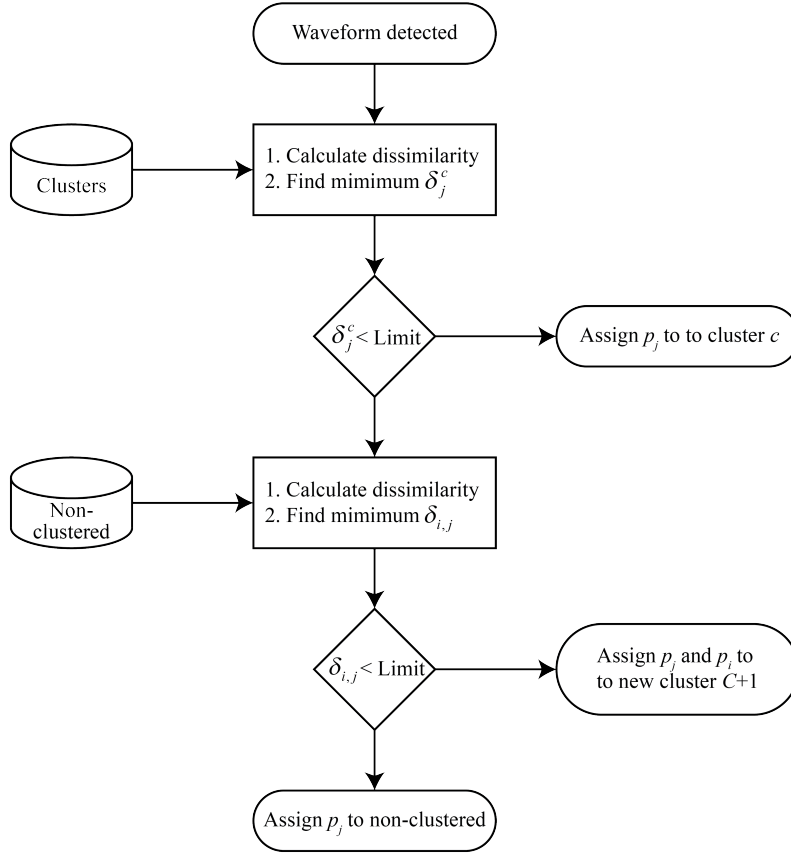 Waveform detected
1. Calculate dissimilarity
2. Find mimimum δ_j^c
Clusters
δ_j^c < Limit
Assign p_j to to cluster c
1. Calculate dissimilarity
2. Find mimimum δ_{i,j}
Non-
clustered
δ_{i,j} < Limit
Assign p_j and p_i to
to new cluster C+1
Assign p_j to non-clustered